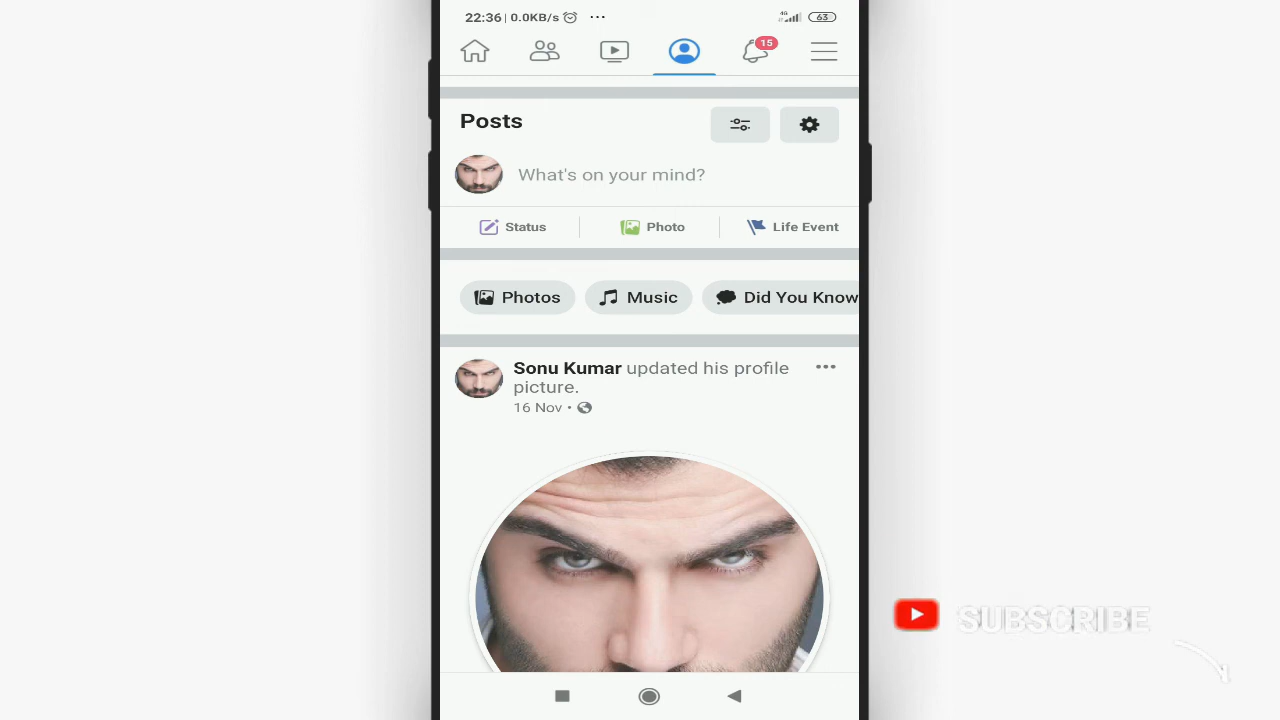 22:36 | 0.0KB/s ... 4G 63
15
Posts
What's on your mind?
Status Photo Life Event
Photos Music Did You Know
Sonu Kumar updated his profile
picture.
16 Nov •
SUBSCRIBE